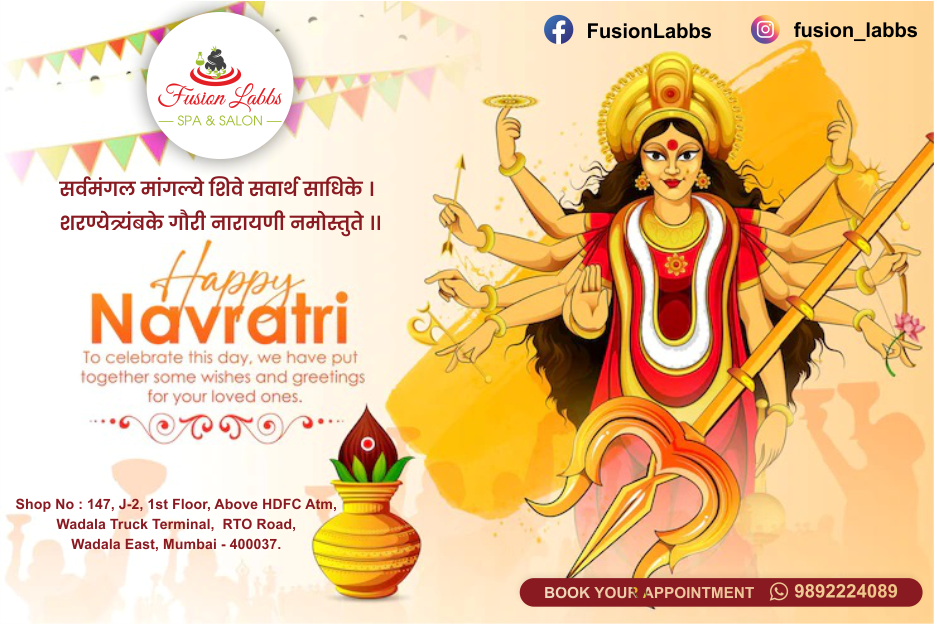 FusionLabbs
fusion_labbs
Fusion Labbs
SPA & SALON
सर्वमंगल मांगल्ये शिवे सवार्थ साधिके ।
शरण्येत्र्यंबके गौरी नारायणी नमोस्तुते ।।
Happy
Navratri
To celebrate this day, we have put
together some wishes and greetings
for your loved ones.
Shop No : 147, J-2, 1st Floor, Above HDFC Atm,
Wadala Truck Terminal, RTO Road,
Wadala East, Mumbai - 400037.
BOOK YOUR APPOINTMENT 9892224089